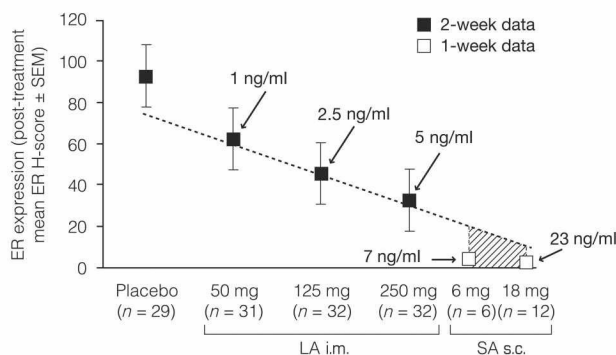 ER expression (post-treatment
mean ER H-score ± SEM)
120
100
80
60
40
20
0
2-week data
1-week data
1 ng/ml
2.5 ng/ml
5 ng/ml
7 ng/ml
23 ng/ml
Placebo
(n = 29)
50 mg
(n = 31)
125 mg
(n = 32)
250 mg
(n = 32)
6 mg
(n = 6)
18 mg
(n = 12)
LA i.m.
SA s.c.